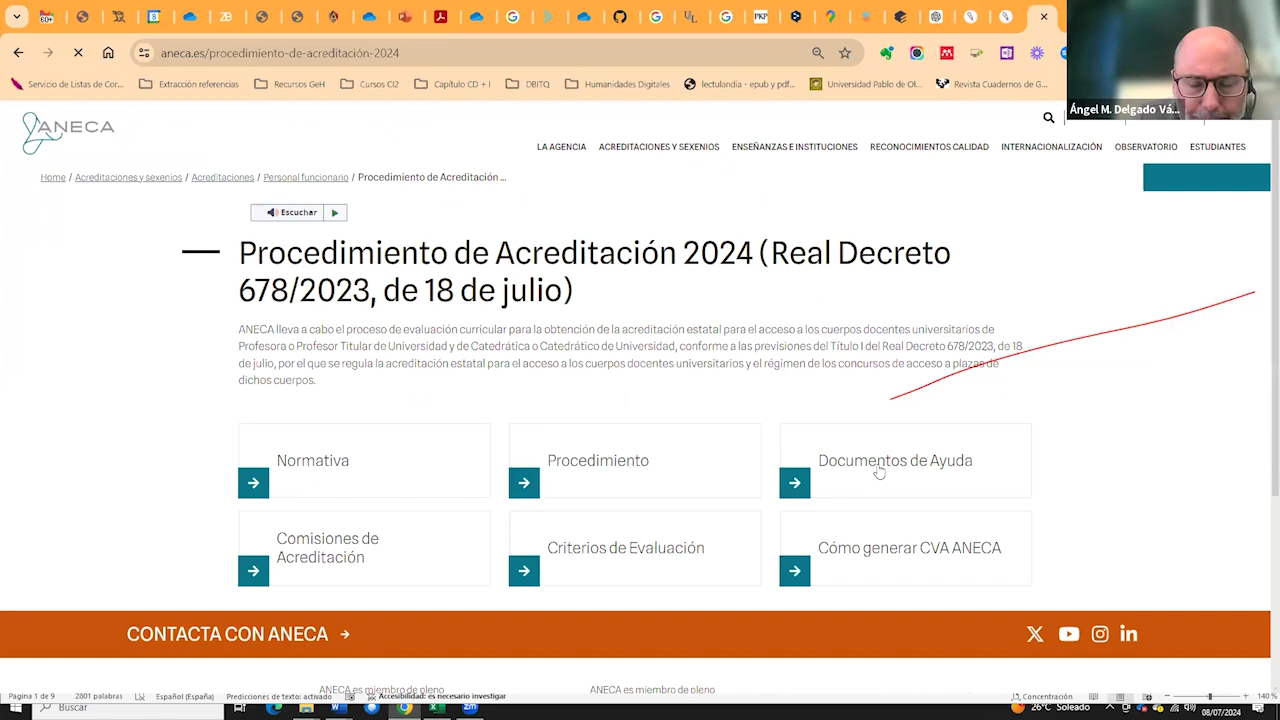 60+
8
ze
UL
PKP
aneca.es/procedimiento-de-acreditación-2024
Servicio de Listas de Cor...
Extracción referencias
Recursos GeH
Cursos CI2
Capítulo CD + I
DBITQ
Humanidades Digitales
lectulandia - epub y pdf...
Universidad Pablo de Ol...
Revista Cuadernos de G...
Ángel M. Delgado Vá...
ANECA
LA AGENCIA
ACREDITACIONES Y SEXENIOS
ENSEÑANZAS E INSTITUCIONES
RECONOCIMIENTOS CALIDAD
INTERNACIONALIZACIÓN
OBSERVATORIO
ESTUDIANTES
Home / Acreditaciones y sexenios / Acreditaciones / Personal funcionario / Procedimiento de Acreditación ...
Escuchar
Procedimiento de Acreditación 2024 (Real Decreto
678/2023, de 18 de julio)
ANECA lleva a cabo el proceso de evaluación curricular para la obtención de la acreditación estatal para el acceso a los cuerpos docentes universitarios de
Profesora o Profesor Titular de Universidad y de Catedrática o Catedrático de Universidad, conforme a las previsiones del Título I del Real Decreto 678/2023, de 18
de julio, por el que se regula la acreditación estatal para el acceso a los cuerpos docentes universitarios y el régimen de los concursos de acceso a plazas de
dichos cuerpos.
Normativa
Procedimiento
Documentos de Ayuda
Comisiones de
Acreditación
Criterios de Evaluación
Cómo generar CVA ANECA
CONTACTA CON ANECA
ANECA es miembro de pleno
ANECA es miembro de pleno
Página 1 de 9
2801 palabras
Español (España)
Predicciones de texto: activado
Accesibilidad: es necesario investigar
Concentración
140 %
Buscar
26°C Soleado
08/07/2024